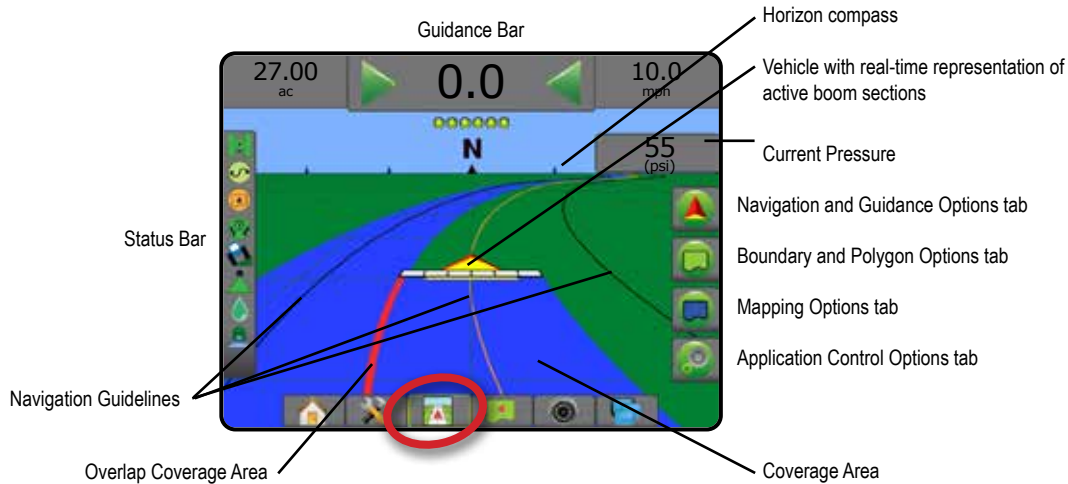 Guidance Bar
Horizon compass
27.00
ac
0.0
10.0
mph
Vehicle with real-time representation of
active boom sections
N
55
(psi)
Current Pressure
Navigation and Guidance Options tab
Status Bar
Boundary and Polygon Options tab
Mapping Options tab
Application Control Options tab
Navigation Guidelines
Overlap Coverage Area
Coverage Area